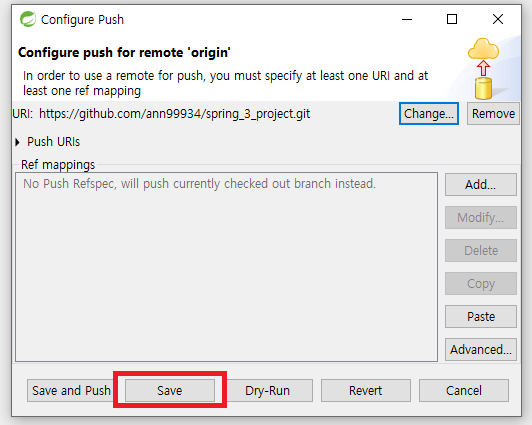 Configure Push
Configure push for remote 'origin'
In order to use a remote for push, you must specify at least one URI and at
least one ref mapping
URI: https://github.com/ann99934/spring_3_project.git
Change...
Remove
Push URIs
Ref mappings
No Push Refspec, will push currently checked out branch instead.
Add...
Modify...
Delete
Copy
Paste
Advanced...
Save and Push
Save
Dry-Run
Revert
Cancel